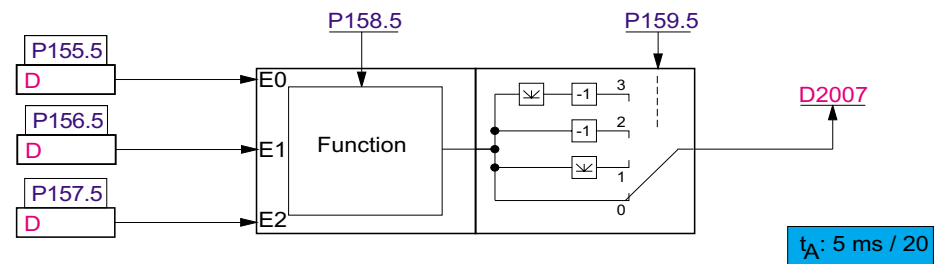 P158.5
P159.5
P155.5
D
E0
P156.5
D
E1
P157.5
D
E2
Function
-1
3
-1
2
1
0
D2007
tA: 5 ms / 20